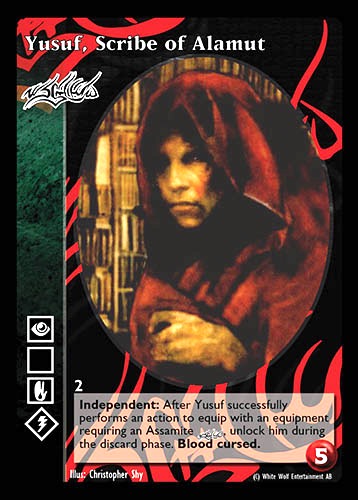 Yusuf, Scribe of Alamut
2
Independent: After Yusuf successfully
performs an action to equip with an equipment
requiring an Assamite , unlock him during
the discard phase. Blood cursed.
5
Illus: Christopher Shy
(C) White Wolf Entertainment AB